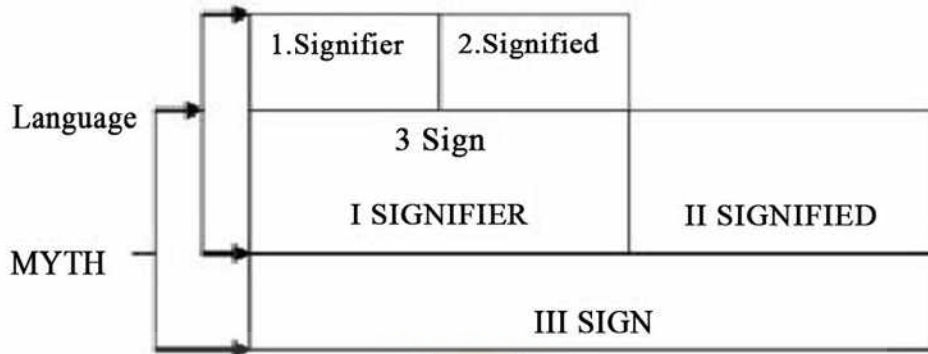 1.Signifier
2.Signified
Language
3 Sign
I SIGNIFIER
II SIGNIFIED
MYTH
III SIGN